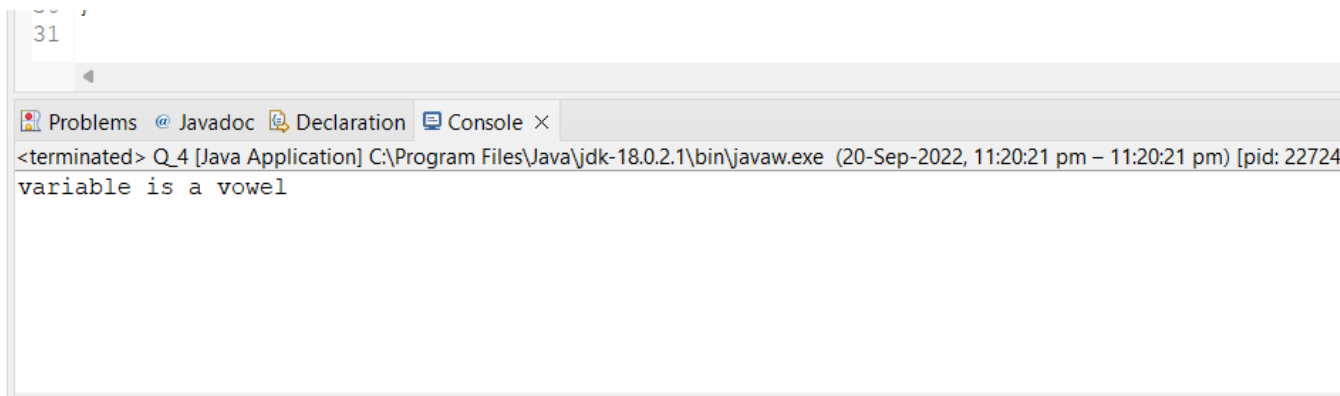 31
Problems @ Javadoc Declaration Console ×
<terminated> Q_4 [Java Application] C:\Program Files\Java\jdk-18.0.2.1\bin\javaw.exe (20-Sep-2022, 11:20:21 pm – 11:20:21 pm) [pid: 22724
variable is a vowel